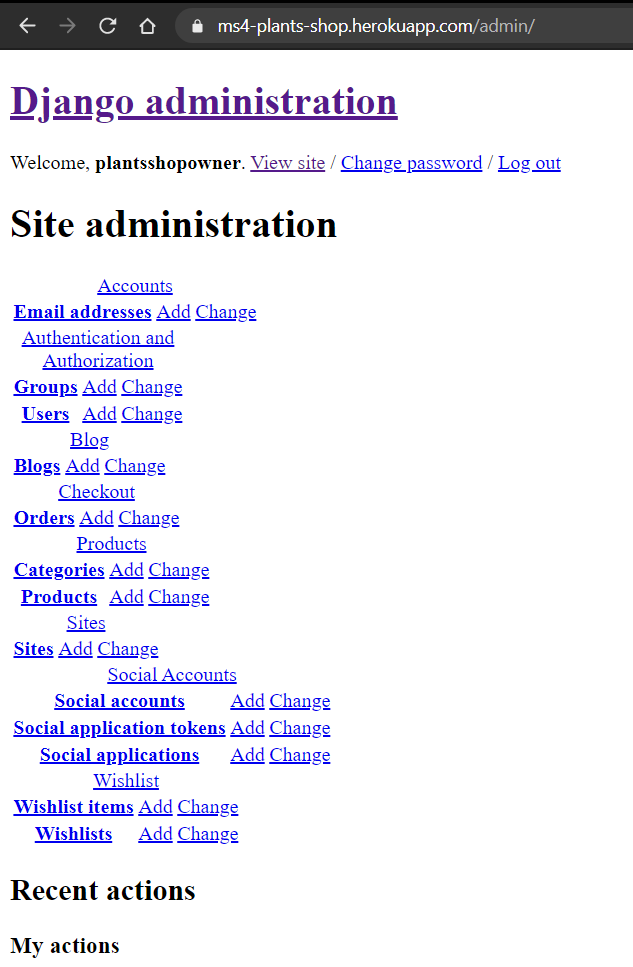 ms4-plants-shop.herokuapp.com/admin/
Django administration
Welcome, plantsshopowner. View site / Change password / Log out
Site administration
Accounts
Email addresses Add Change
Authentication and
Authorization
Groups Add Change
Users Add Change
Blog
Blogs Add Change
Checkout
Orders Add Change
Products
Categories Add Change
Products Add Change
Sites
Sites Add Change
Social Accounts
Social accounts Add Change
Social application tokens Add Change
Social applications Add Change
Wishlist
Wishlist items Add Change
Wishlists Add Change
Recent actions
My actions